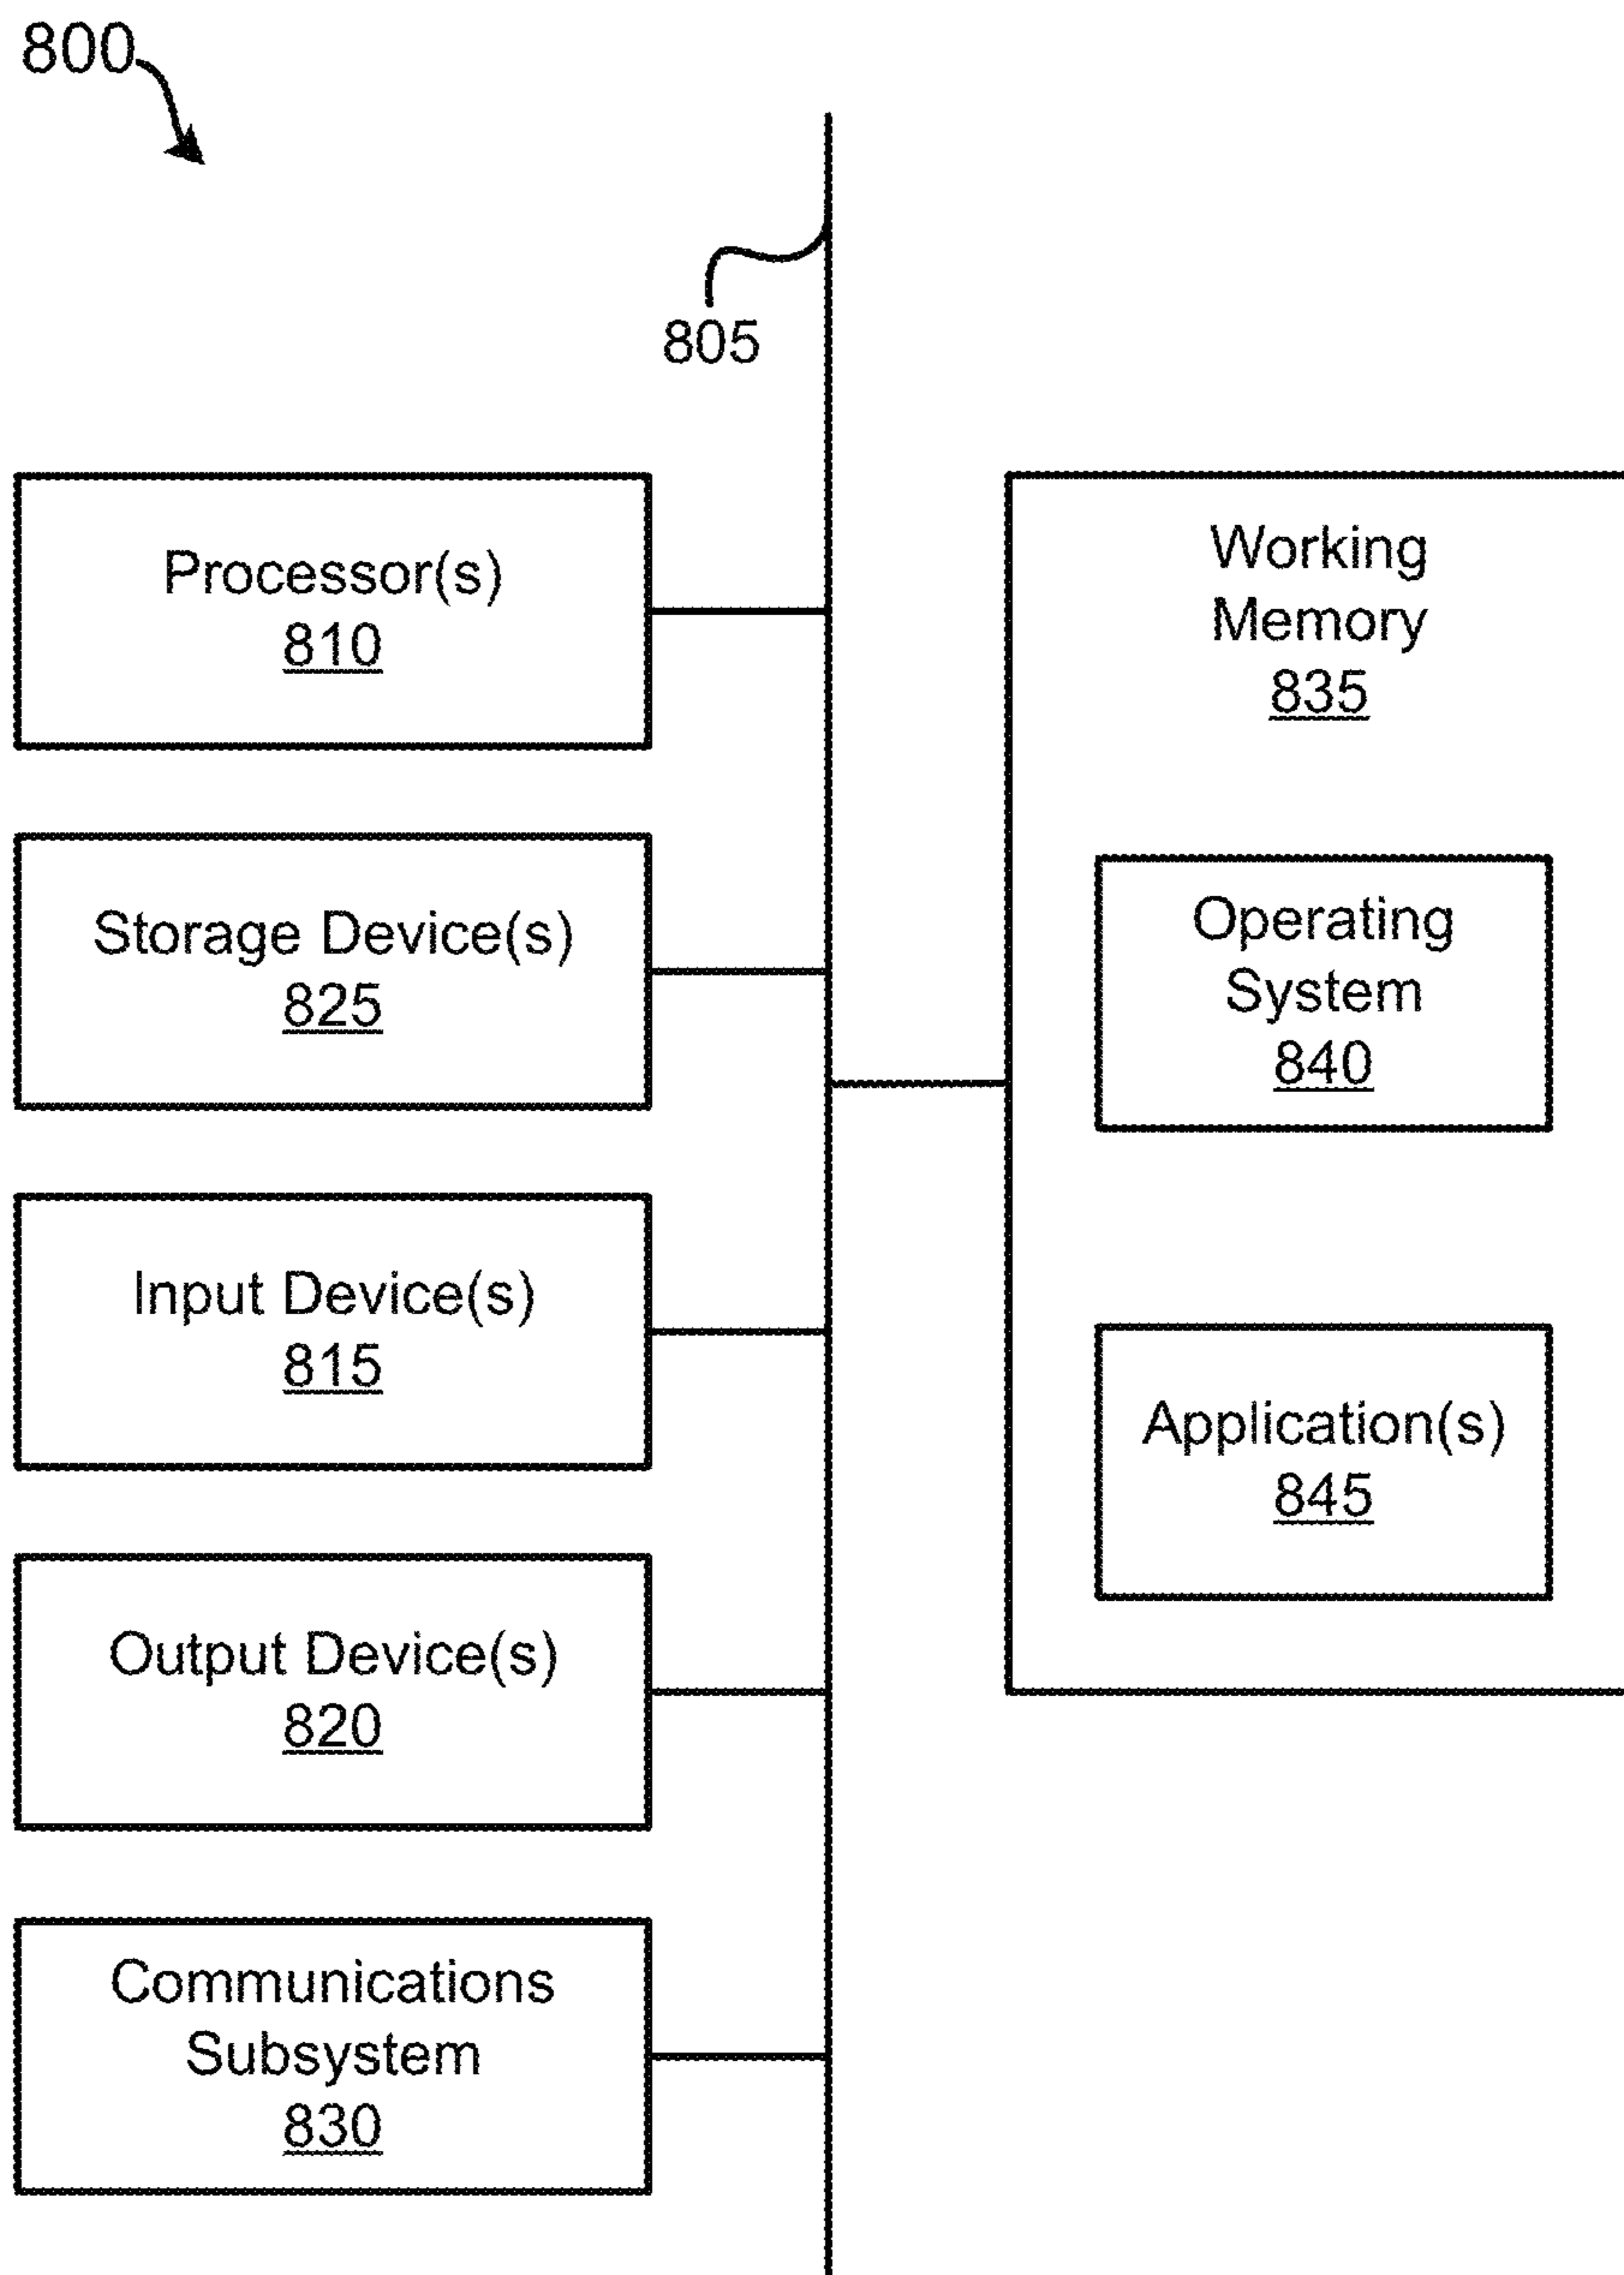 800
805
Processor(s)
810
Storage Device(s)
825
Input Device(s)
815
Output Device(s)
820
Communications
Subsystem
830
Working
Memory
835
Operating
System
840
Application(s)
845